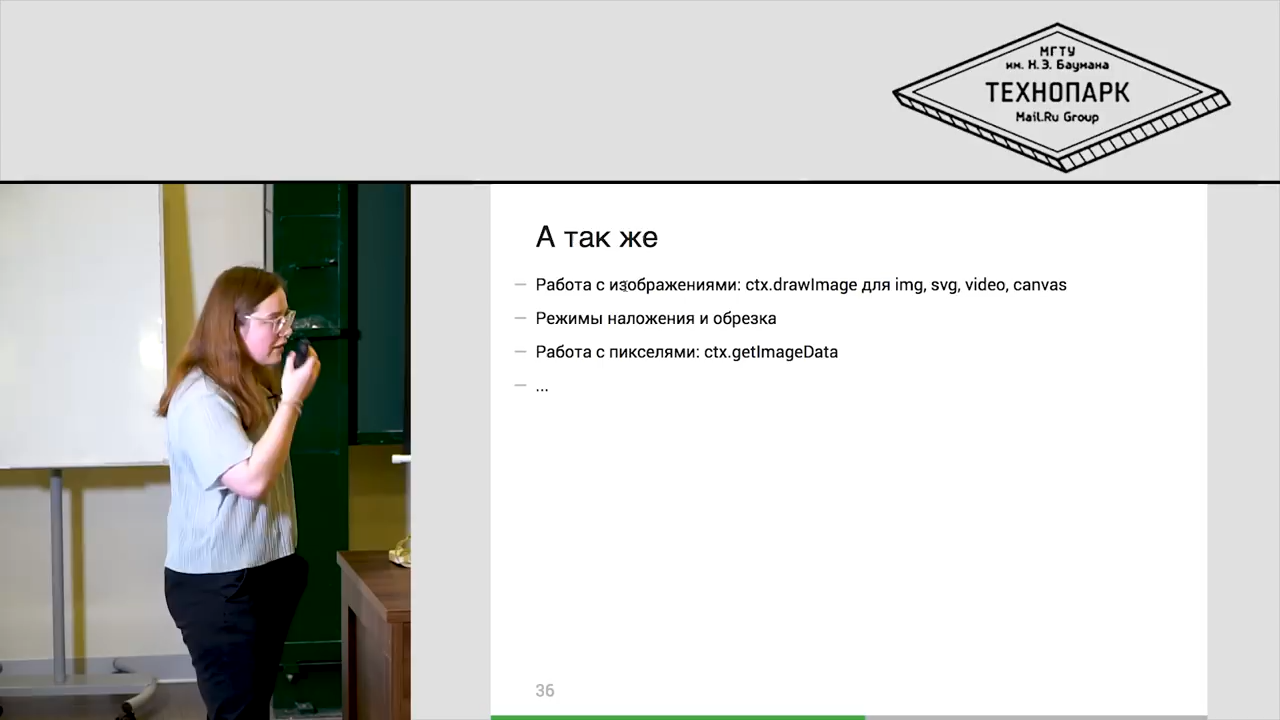 МГТУ
им. Н.Э. Баумана
ТЕХНОПАРК
Mail.Ru Group
А так же
— Работа с изображениями: ctx.drawImage для img, svg, video, canvas
— Режимы наложения и обрезка
— Работа с пикселями: ctx.getImageData
— ...
36